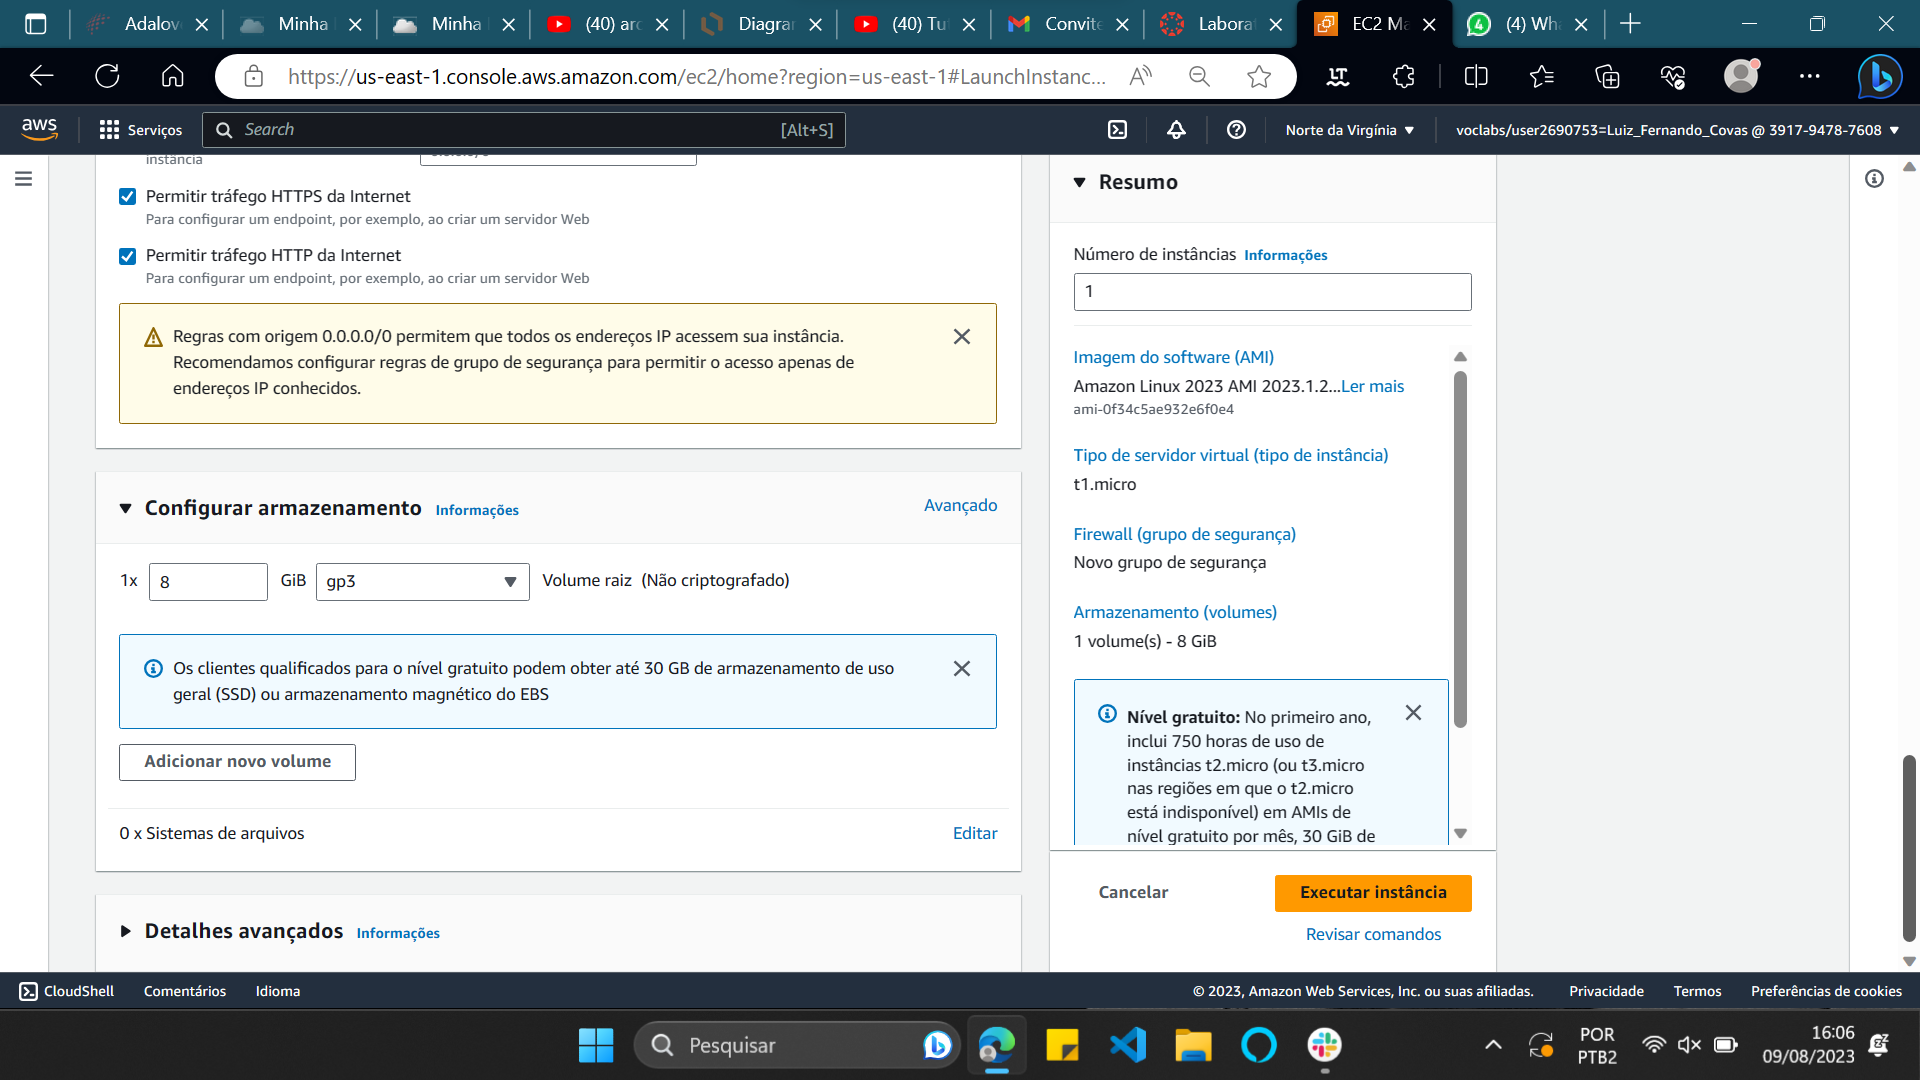 Adalov
Minha
Minha
(40) arc
Diagran
(40) Tu
Convite
Laborat
EC2 Ma
(4) Wha
https://us-east-1.console.aws.amazon.com/ec2/home?region=us-east-1#LaunchInstanc...
aws
Serviços
Search
[Alt+S]
Norte da Virgínia
voclabs/user2690753=Luiz_Fernando_Covas @ 3917-9478-7608
instância
Permitir tráfego HTTPS da Internet
Para configurar um endpoint, por exemplo, ao criar um servidor Web
Permitir tráfego HTTP da Internet
Para configurar um endpoint, por exemplo, ao criar um servidor Web
Regras com origem 0.0.0.0/0 permitem que todos os endereços IP acessem sua instância.
Recomendamos configurar regras de grupo de segurança para permitir o acesso apenas de
endereços IP conhecidos.
Configurar armazenamento Informações
Avançado
1x 8 GiB gp3 Volume raiz (Não criptografado)
Os clientes qualificados para o nível gratuito podem obter até 30 GB de armazenamento de uso
geral (SSD) ou armazenamento magnético do EBS
Adicionar novo volume
0 x Sistemas de arquivos
Editar
Detalhes avançados Informações
Resumo
Número de instâncias Informações
1
Imagem do software (AMI)
Amazon Linux 2023 AMI 2023.1.2...Ler mais
ami-0f34c5ae932e6f0e4
Tipo de servidor virtual (tipo de instância)
t1.micro
Firewall (grupo de segurança)
Novo grupo de segurança
Armazenamento (volumes)
1 volume(s) - 8 GiB
Nível gratuito: No primeiro ano,
inclui 750 horas de uso de
instâncias t2.micro (ou t3.micro
nas regiões em que o t2.micro
está indisponível) em AMIs de
nível gratuito por mês, 30 GiB de
Cancelar
Executar instância
Revisar comandos
CloudShell
Comentários
Idioma
© 2023, Amazon Web Services, Inc. ou suas afiliadas.
Privacidade
Termos
Preferências de cookies
Pesquisar
POR
PTB2
16:06
09/08/2023